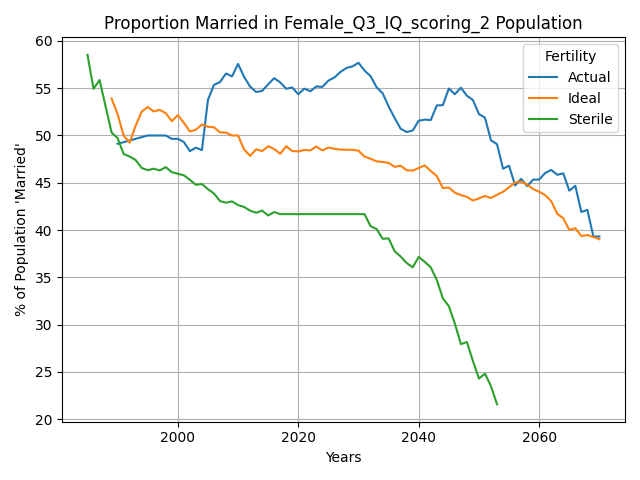 Proportion Married in Female_Q3_IQ_scoring_2 Population
% of Population 'Married'
60
55
50
45
40
35
30
25
20
Fertility
Actual
Ideal
Sterile
2000 2020 2040 2060
Years